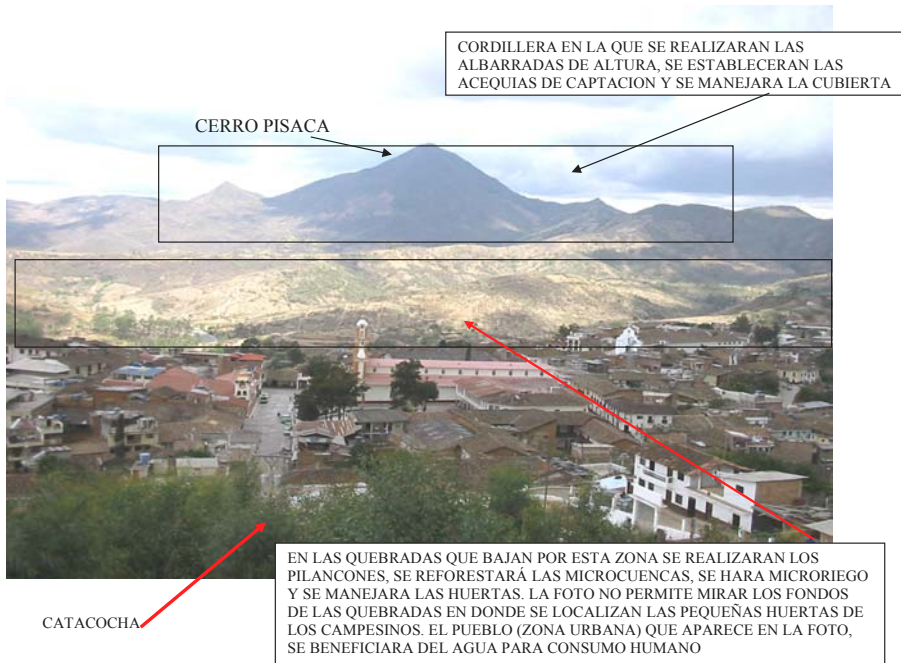 CORDILLERA EN LA QUE SE REALIZARAN LAS
ALBARRADAS DE ALTURA, SE ESTABLECERAN LAS
ACEQUIAS DE CAPTACION Y SE MANEJARA LA CUBIERTA
CERRO PISACA
EN LAS QUEBRADAS QUE BAJAN POR ESTA ZONA SE REALIZARAN LOS
PILANCONES, SE REFORESTARÁ LAS MICROCUENCAS, SE HARA MICRORIEGO
Y SE MANEJARA LAS HUERTAS. LA FOTO NO PERMITE MIRAR LOS FONDOS
DE LAS QUEBRADAS EN DONDE SE LOCALIZAN LAS PEQUEÑAS HUERTAS DE
LOS CAMPESINOS. EL PUEBLO (ZONA URBANA) QUE APARECE EN LA FOTO,
SE BENEFICIARA DEL AGUA PARA CONSUMO HUMANO
CATACOCHA